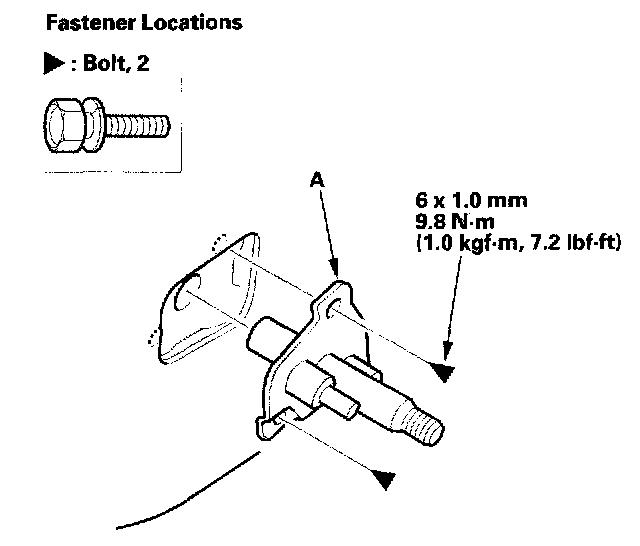 Fastener Locations
▶ : Bolt, 2
A
6 x 1.0 mm
9.8 N·m
(1.0 kgf·m, 7.2 lbf·ft)